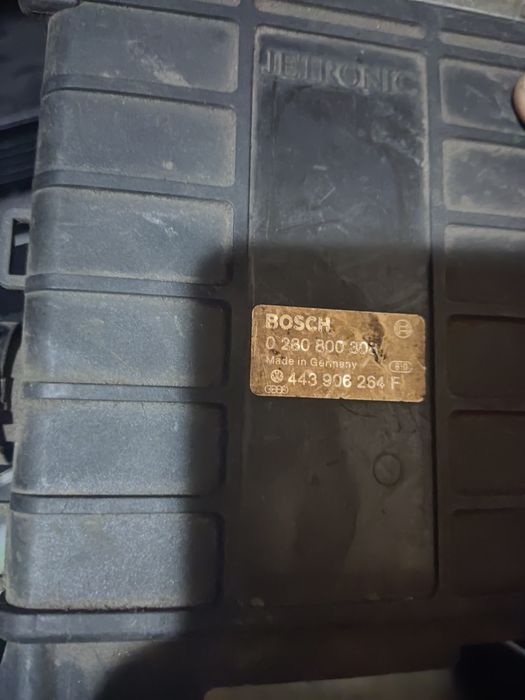 JETRONIC
BOSCH
0 280 800
Made in Germany
443 906 264 F